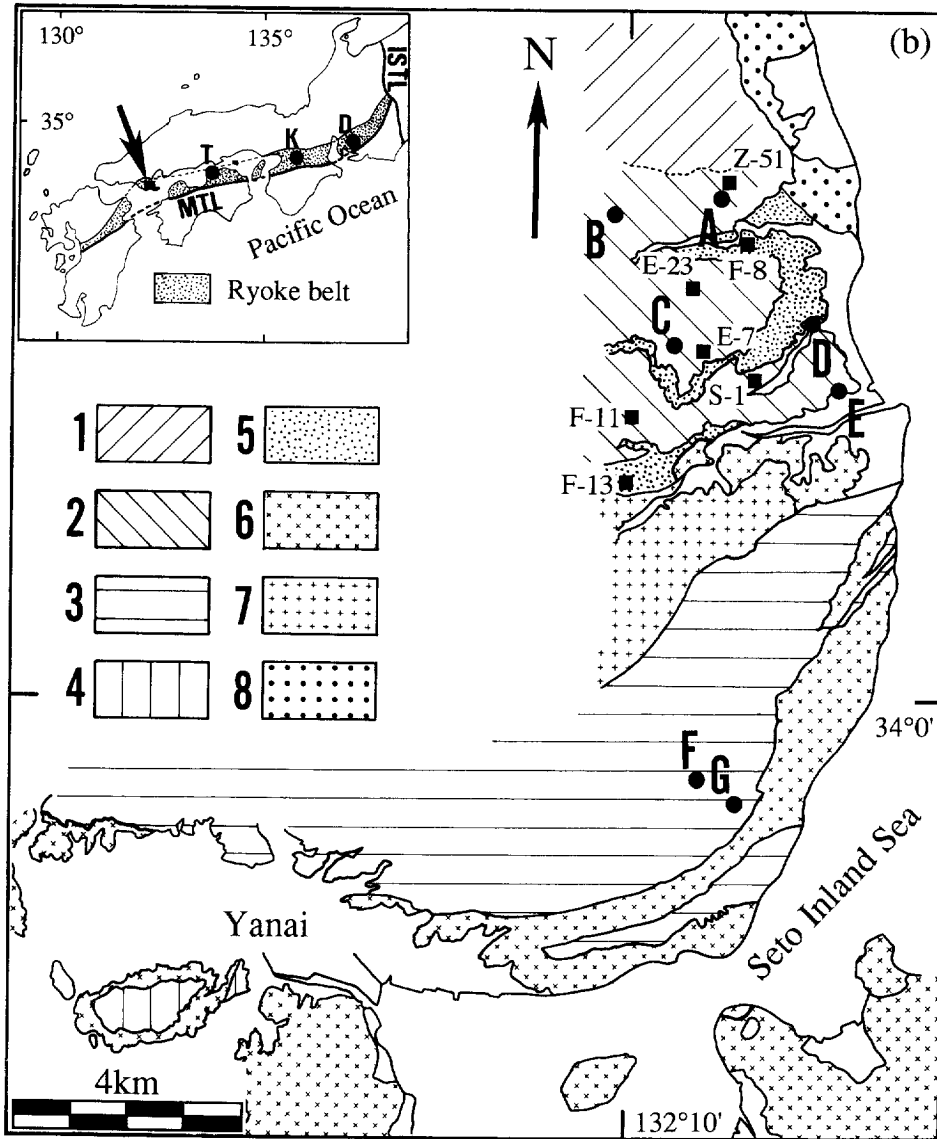 130°
135°
(b)
N
ISTL
35°
D
K
T
MTL
Pacific Ocean
Ryoke belt
Z-51
B
A
E-23
F-8
C
E-7
D
S-1
E
F-11
F-13
1
5
2
6
3
7
4
8
34°0'
F
G
Seto Inland Sea
Yanai
4km
132°10'